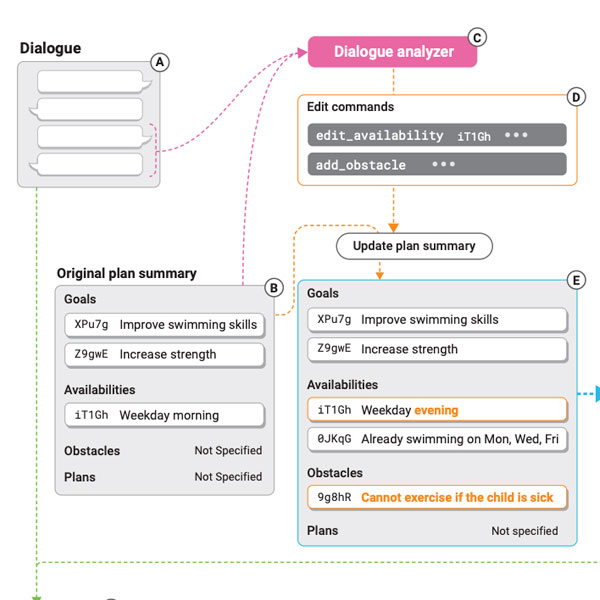 Dialogue
A
Dialogue analyzer
C
D
Edit commands
edit_availability iT1Gh •••
add_obstacle •••
Update plan summary
Original plan summary
B
Goals
XPu7g Improve swimming skills
Z9gwE Increase strength
Availabilities
iT1Gh Weekday morning
Obstacles Not Specified
Plans Not Specified
E
Goals
XPu7g Improve swimming skills
Z9gwE Increase strength
Availabilities
iT1Gh Weekday evening
0JKqG Already swimming on Mon, Wed, Fri
Obstacles
9g8hR Cannot exercise if the child is sick
Plans Not specified